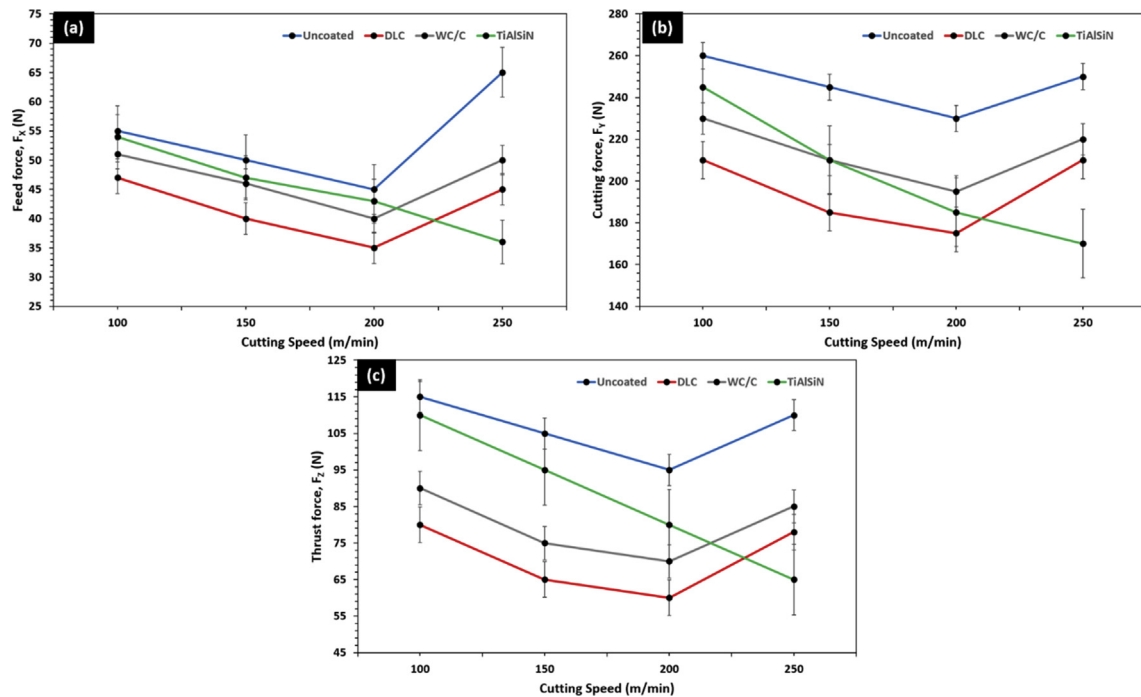 (a)
Uncoated DLC WC/C TiAlSiN
Feed force, FX (N)
75
70
65
60
55
50
45
40
35
30
25
100 150 200 250
Cutting Speed (m/min)
(b)
Uncoated DLC WC/C TiAlSiN
Cutting force, FY (N)
280
260
240
220
200
180
160
140
100 150 200 250
Cutting Speed (m/min)
(c)
Uncoated DLC WC/C TiAlSiN
Thrust force, FZ (N)
125
115
105
95
85
75
65
55
45
100 150 200 250
Cutting Speed (m/min)